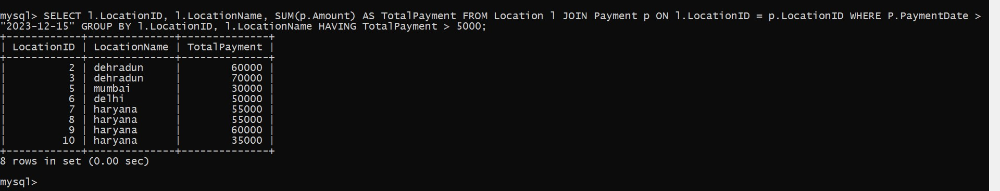 mysql> SELECT l.LocationID, l.LocationName, SUM(p.Amount) AS TotalPayment FROM Location l JOIN Payment p ON l.LocationID = p.LocationID WHERE P.PaymentDate >
"2023-12-15" GROUP BY l.LocationID, l.LocationName HAVING TotalPayment > 5000;
+------------+--------------+--------------+
| LocationID | LocationName | TotalPayment |
+------------+--------------+--------------+
|          2 | dehradun     |        60000 |
|          3 | dehradun     |        70000 |
|          5 | mumbai       |        30000 |
|          6 | delhi        |        50000 |
|          7 | haryana      |        55000 |
|          8 | haryana      |        55000 |
|          9 | haryana      |        60000 |
|         10 | haryana      |        35000 |
+------------+--------------+--------------+
8 rows in set (0.00 sec)
mysql>